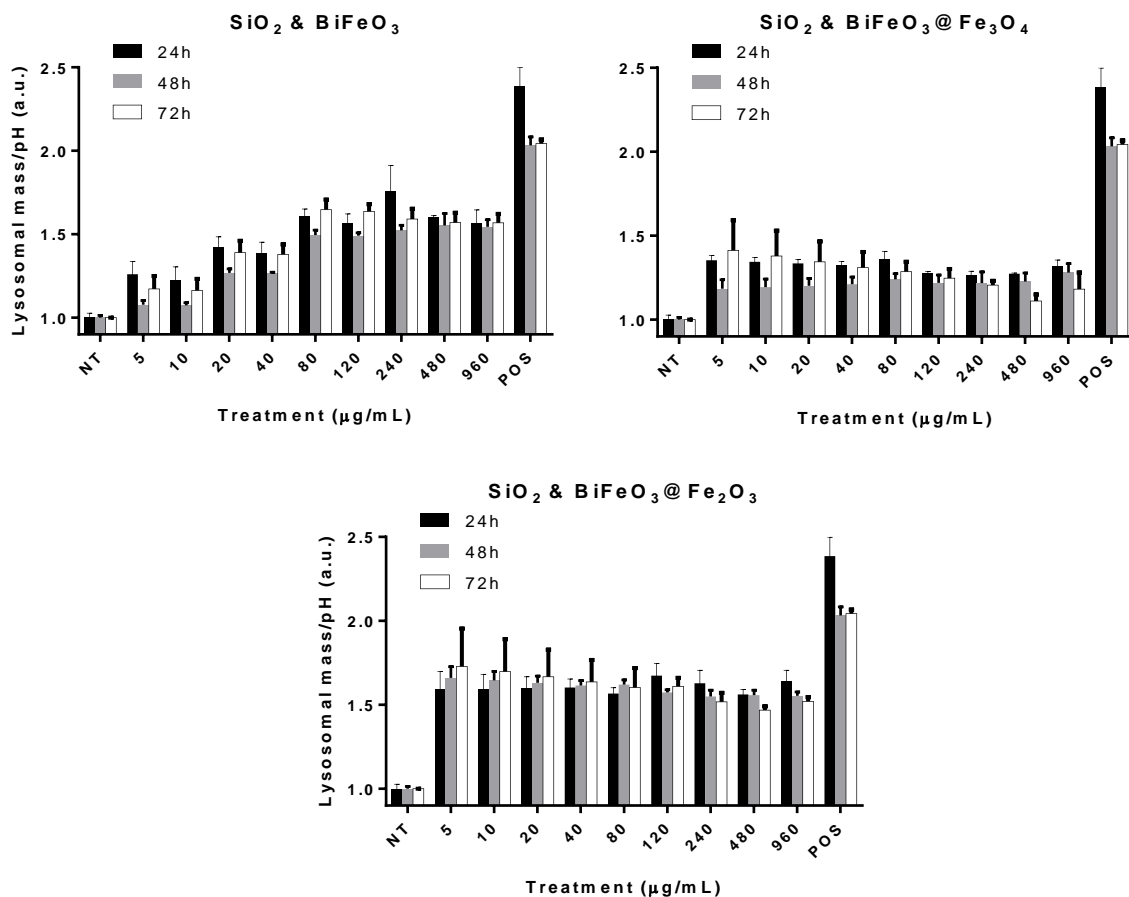 SiO₂ & BiFeO₃
24h
48h
72h
Lysosomal mass/pH (a.u.)
2.5
2.0
1.5
1.0
NT 5 10 20 40 80 120 240 480 960 POS
Treatment (μg/mL)
SiO₂ & BiFeO₃@Fe₃O₄
24h
48h
72h
Lysosomal mass/pH (a.u.)
2.5
2.0
1.5
1.0
NT 5 10 20 40 80 120 240 480 960 POS
Treatment (μg/mL)
SiO₂ & BiFeO₃@Fe₂O₃
24h
48h
72h
Lysosomal mass/pH (a.u.)
2.5
2.0
1.5
1.0
NT 5 10 20 40 80 120 240 480 960 POS
Treatment (μg/mL)